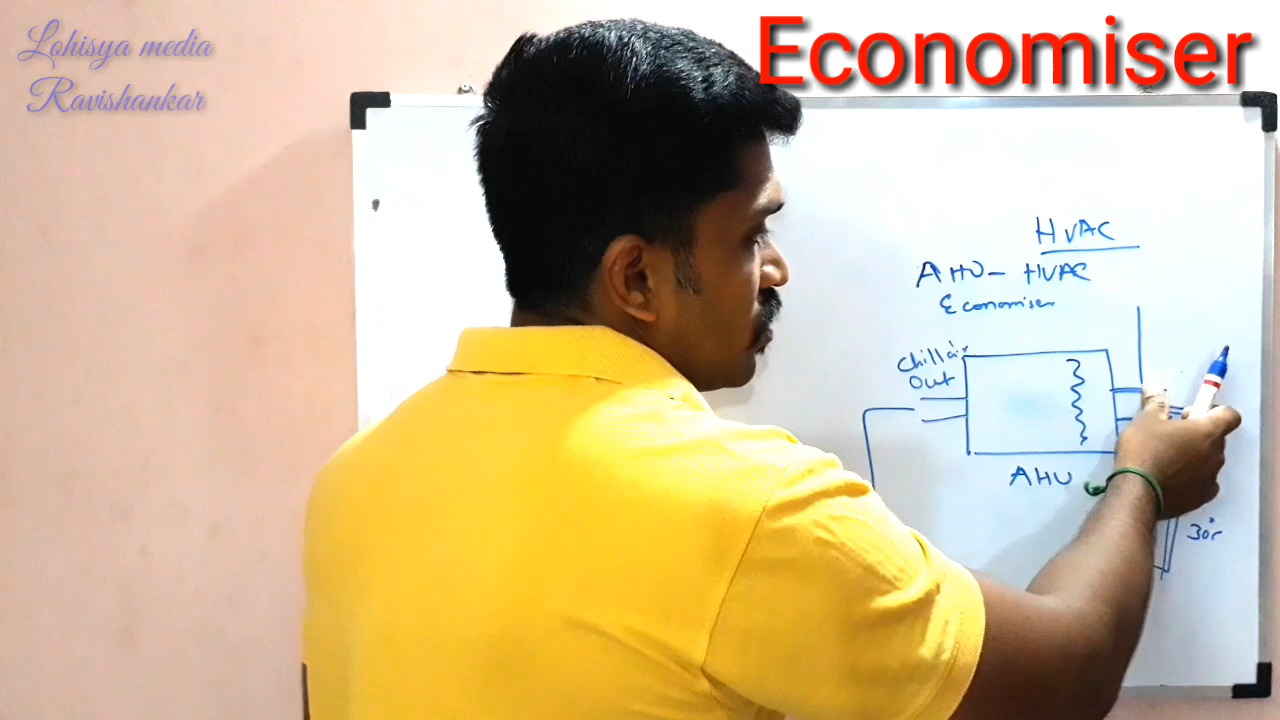 Lohisya media
Ravishankar
Economiser
HVAC
AHU - HVAC
Economiser
Chill air
Out
AHU
30°c